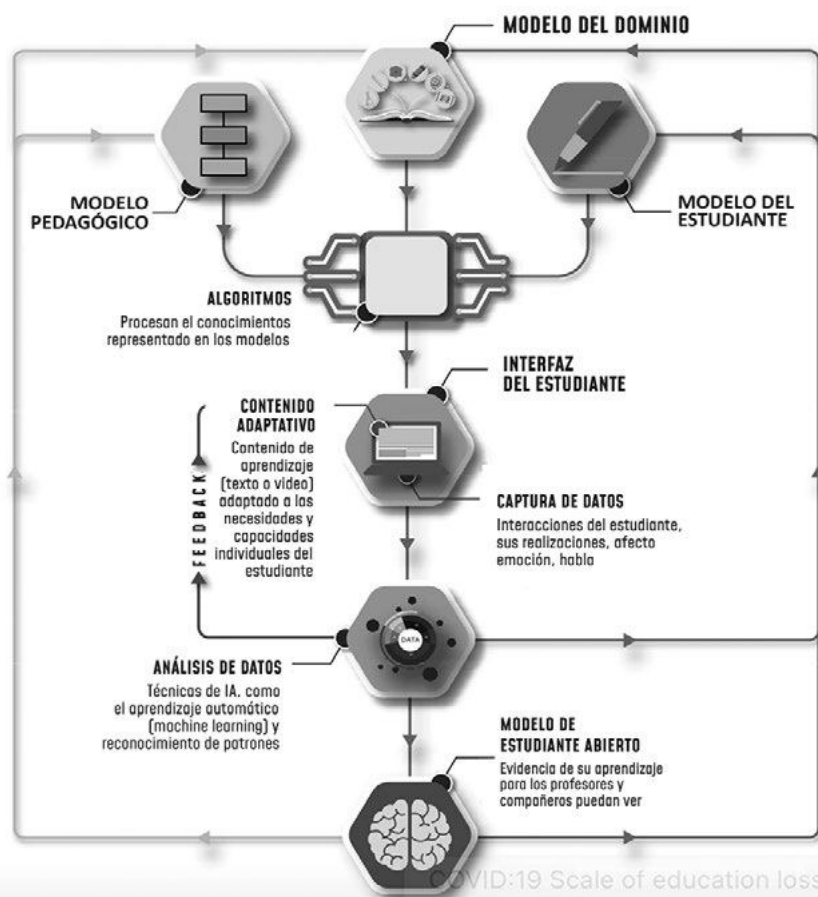 MODELO DEL DOMINIO
MODELO
PEDAGÓGICO
MODELO DEL
ESTUDIANTE
ALGORITMOS
Procesan el conocimientos
representado en los modelos
INTERFAZ
DEL ESTUDIANTE
CONTENIDO
ADAPTATIVO
Contenido de
aprendizaje
(texto o video)
adaptado a las
necesidades y
capacidades
individuales del
estudiante
FEEDBACK
CAPTURA DE DATOS
Interacciones del estudiante,
sus realizaciones, afecto
emoción, habla
DATA
ANÁLISIS DE DATOS
Técnicas de IA, como
el aprendizaje automático
(machine learning) y
reconocimiento de patrones
MODELO DE
ESTUDIANTE ABIERTO
Evidencia de su aprendizaje
para los profesores y
compañeros puedan ver
COVID:19 Scale of education loss